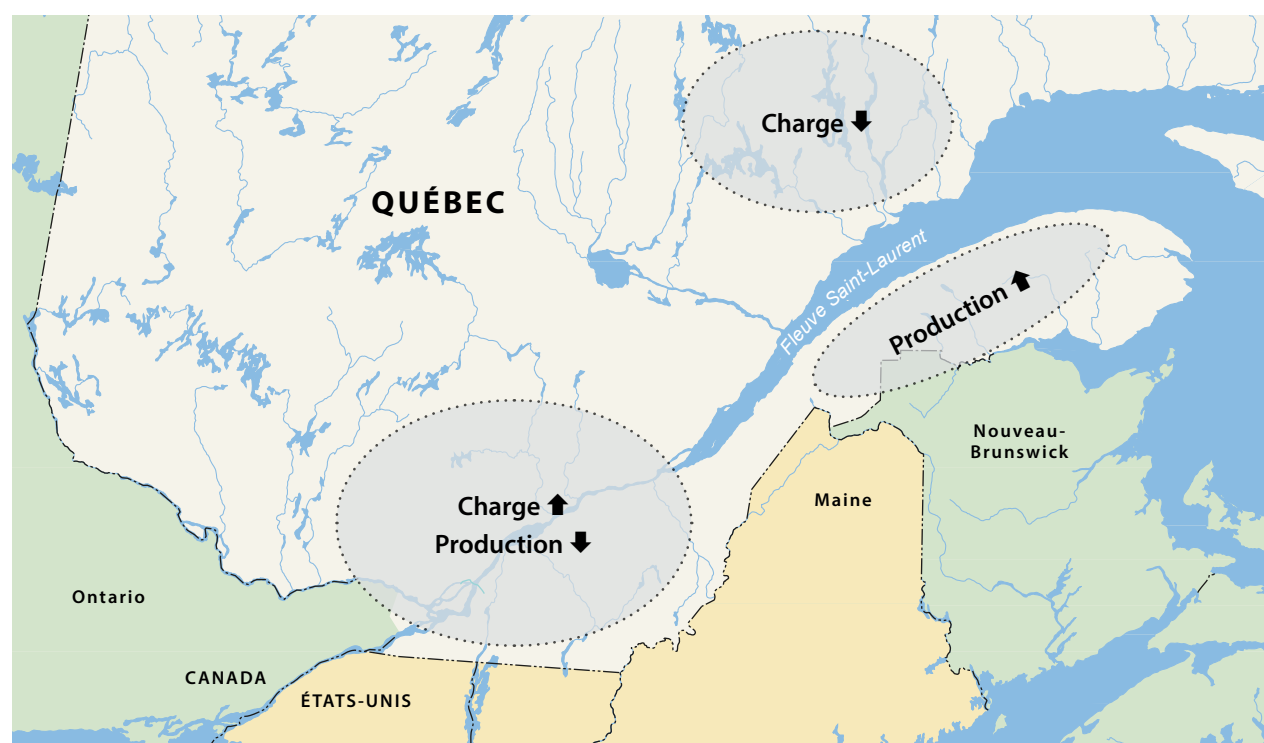 Charge ⬇
QUÉBEC
Fleuve Saint-Laurent
Production ⬆
Nouveau-
Brunswick
Maine
Charge ⬆
Production ⬇
Ontario
CANADA
ÉTATS-UNIS